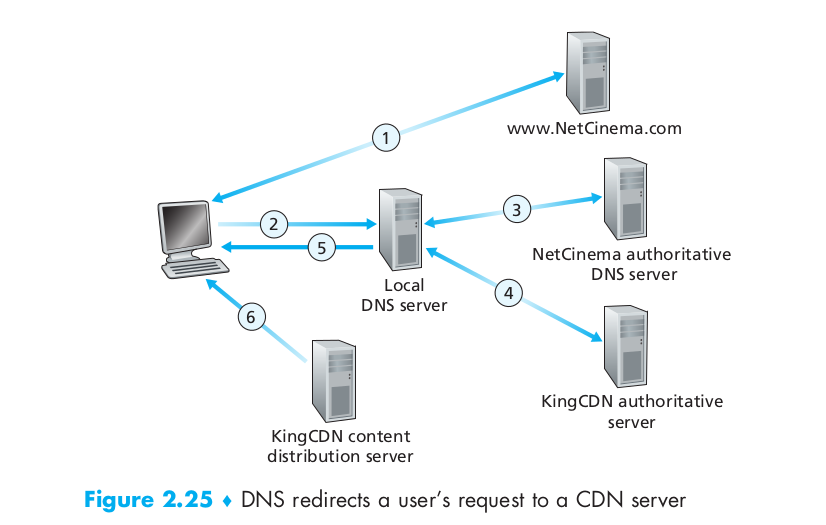 1
www.NetCinema.com
2
3
5
NetCinema authoritative
DNS server
Local
DNS server
4
6
KingCDN authoritative
server
KingCDN content
distribution server
Figure 2.25 ♦ DNS redirects a user’s request to a CDN server